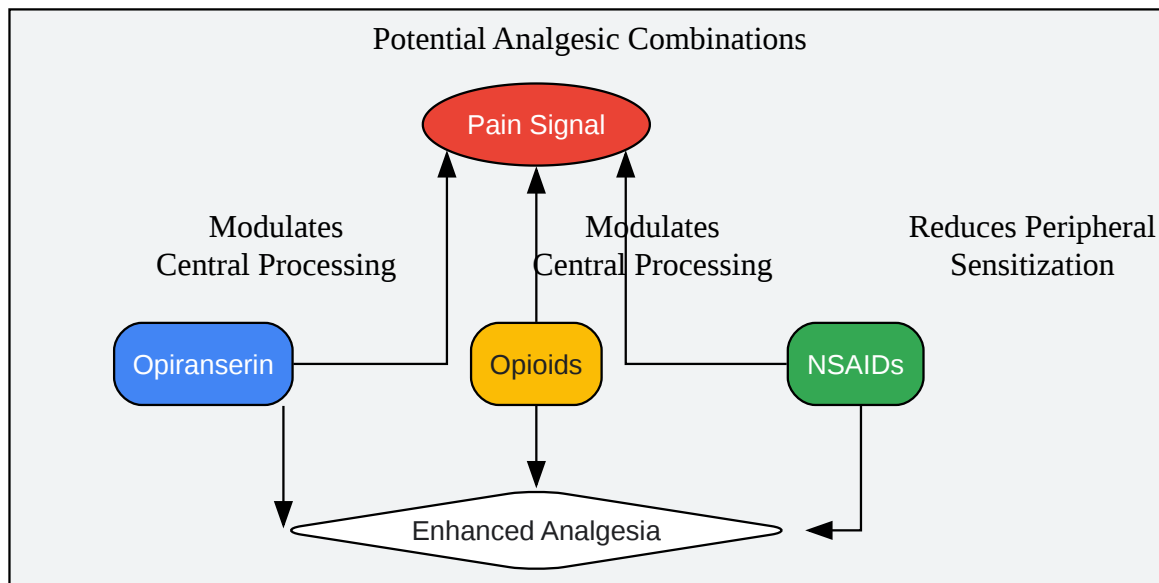 Potential Analgesic Combinations
Pain Signal
Modulates
Central Processing
Modulates
Central Processing
Reduces Peripheral
Sensitization
Opiranserin
Opioids
NSAIDs
Enhanced Analgesia